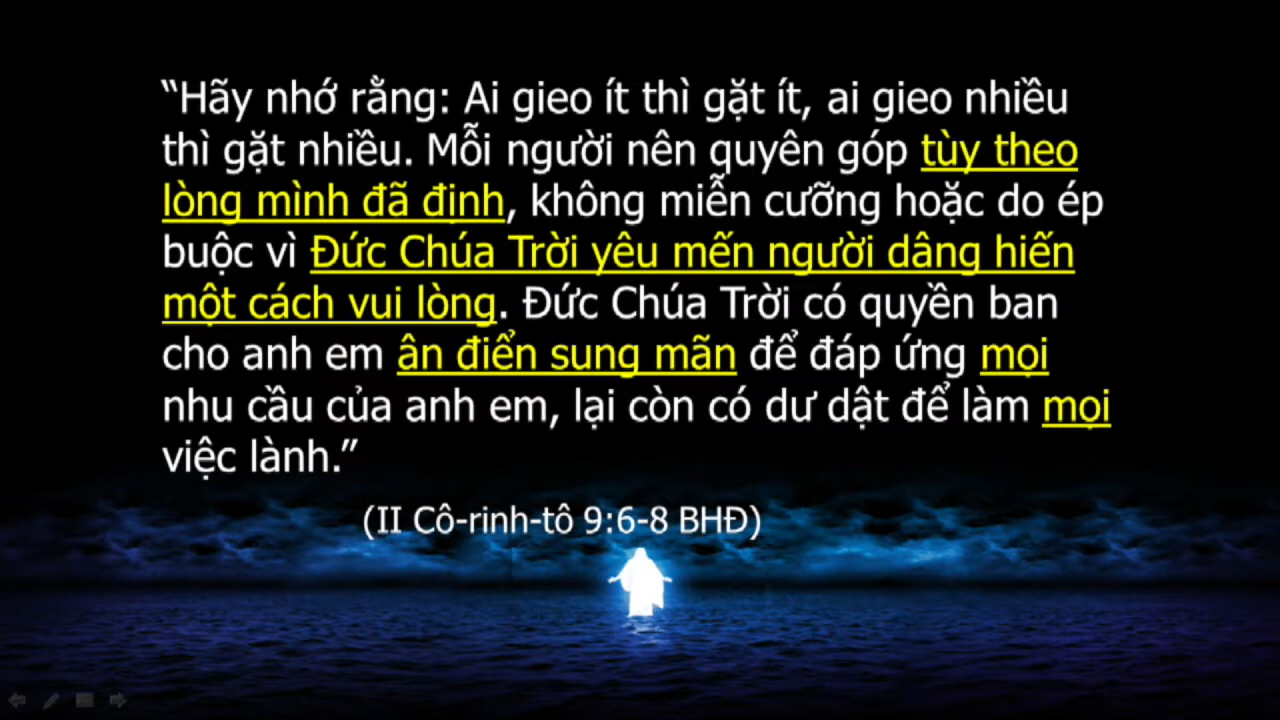 “Hãy nhớ rằng: Ai gieo ít thì gặt ít, ai gieo nhiều
thì gặt nhiều. Mỗi người nên quyên góp tùy theo
lòng mình đã định, không miễn cưỡng hoặc do ép
buộc vì Đức Chúa Trời yêu mến người dâng hiến
một cách vui lòng. Đức Chúa Trời có quyền ban
cho anh em ân điển sung mãn để đáp ứng mọi
nhu cầu của anh em, lại còn có dư dật để làm mọi
việc lành.”
(II Cô-rinh-tô 9:6-8 BHĐ)